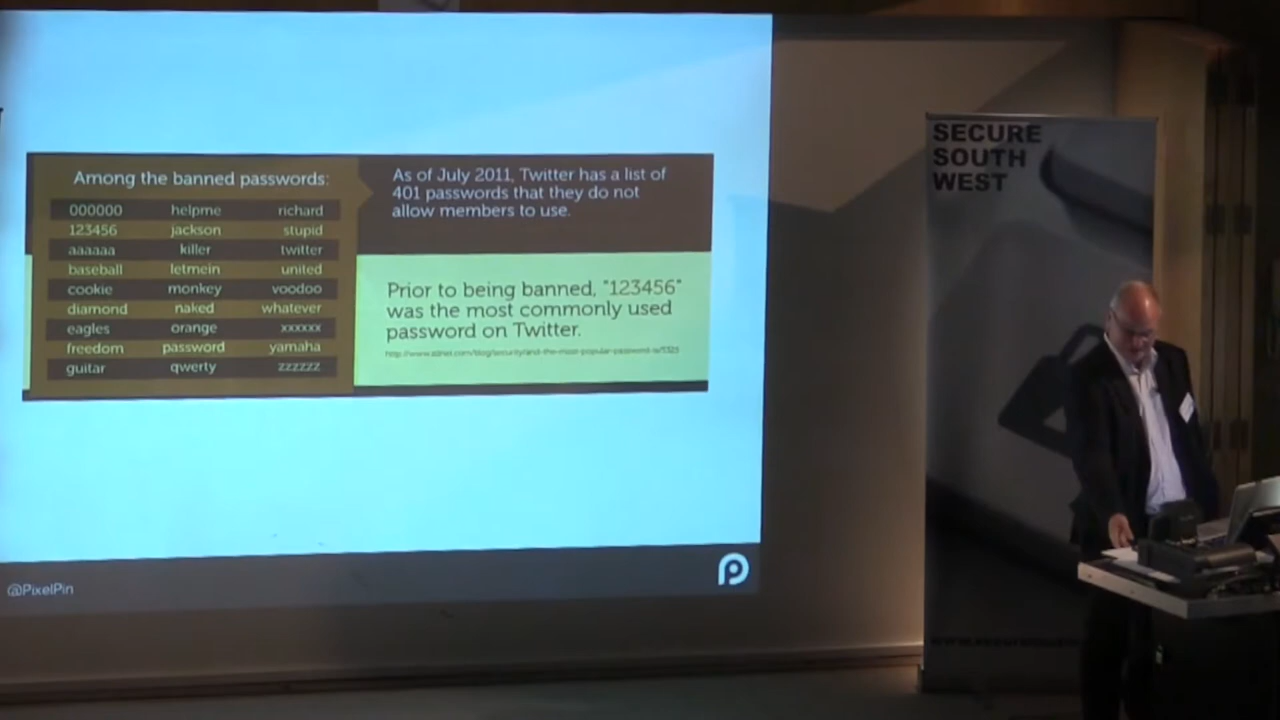 Among the banned passwords:
000000 helpme richard
123456 jackson stupid
aaaaaa killer twitter
baseball letmein united
cookie monkey voodoo
diamond naked whatever
eagles orange xxxxxx
freedom password yamaha
guitar qwerty zzzzzz
As of July 2011, Twitter has a list of
401 passwords that they do not
allow members to use.
Prior to being banned, "123456"
was the most commonly used
password on Twitter.
@PixelPin
SECURE
SOUTH
WEST